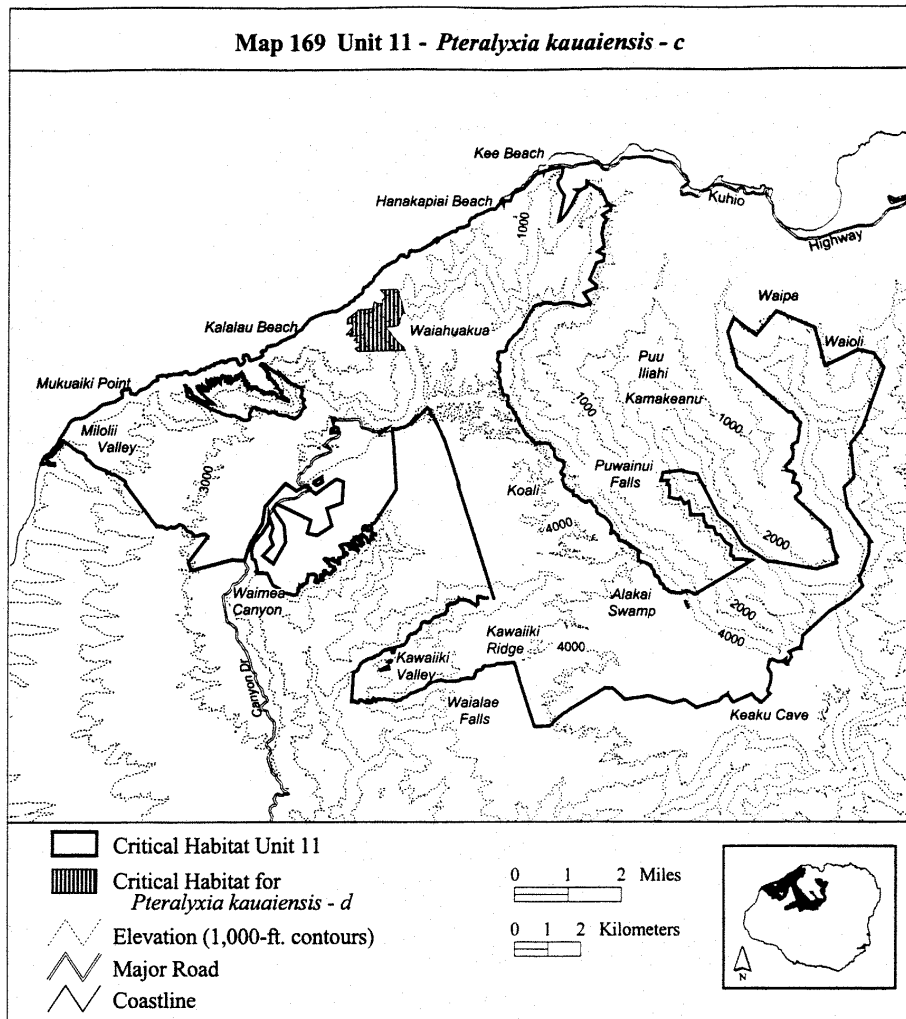 Map 169 Unit 11 - Pteralyxia kauaiensis - c
Kee Beach
Hanakapiai Beach
Kuhio
Highway
1000
Waipa
Kalalau Beach
Waiahuakua
Waioli
Puu
Iliahi
Mukuaiki Point
Kamakeanu
1000
1000
Milolii
Valley
3000
Puwainui
Falls
Koali
4000
2000
Waimea
Canyon
Alakai
Swamp
2000
4000
Kawaiiki
Ridge
4000
Kawaiiki
Valley
Waialae
Falls
Keaku Cave
Canyon Dr
Critical Habitat Unit 11
Critical Habitat for
Pteralyxia kauaiensis - d
Elevation (1,000-ft. contours)
Major Road
Coastline
0 1 2 Miles
0 1 2 Kilometers
N